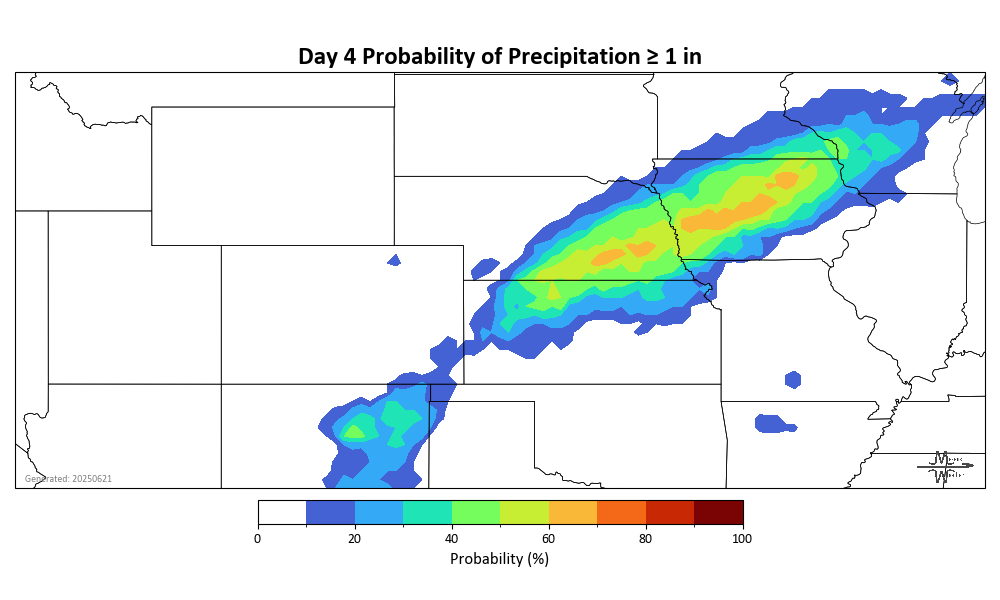 Day 4 Probability of Precipitation ≥ 1 in
Generated: 20250621
0 20 40 60 80 100
Probability (%)